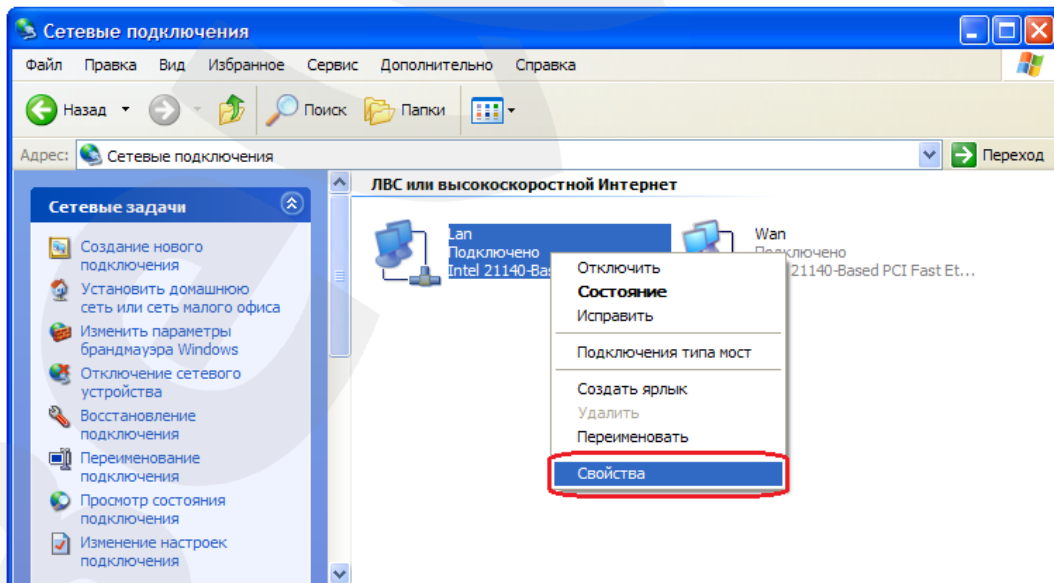 Сетевые подключения
Файл Правка Вид Избранное Сервис Дополнительно Справка
Назад Поиск Папки
Адрес: Сетевые подключения Переход
Сетевые задачи
Создание нового
подключения
Установить домашнюю
сеть или сеть малого офиса
Изменить параметры
брандмауэра Windows
Отключение сетевого
устройства
Восстановление
подключения
Переименование
подключения
Просмотр состояния
подключения
Изменение настроек
подключения
ЛВС или высокоскоростной Интернет
Lan
Подключено
Intel 21140-Bas
Wan
ключено
21140-Based PCI Fast Et...
Отключить
Состояние
Исправить
Подключения типа мост
Создать ярлык
Удалить
Переименовать
Свойства